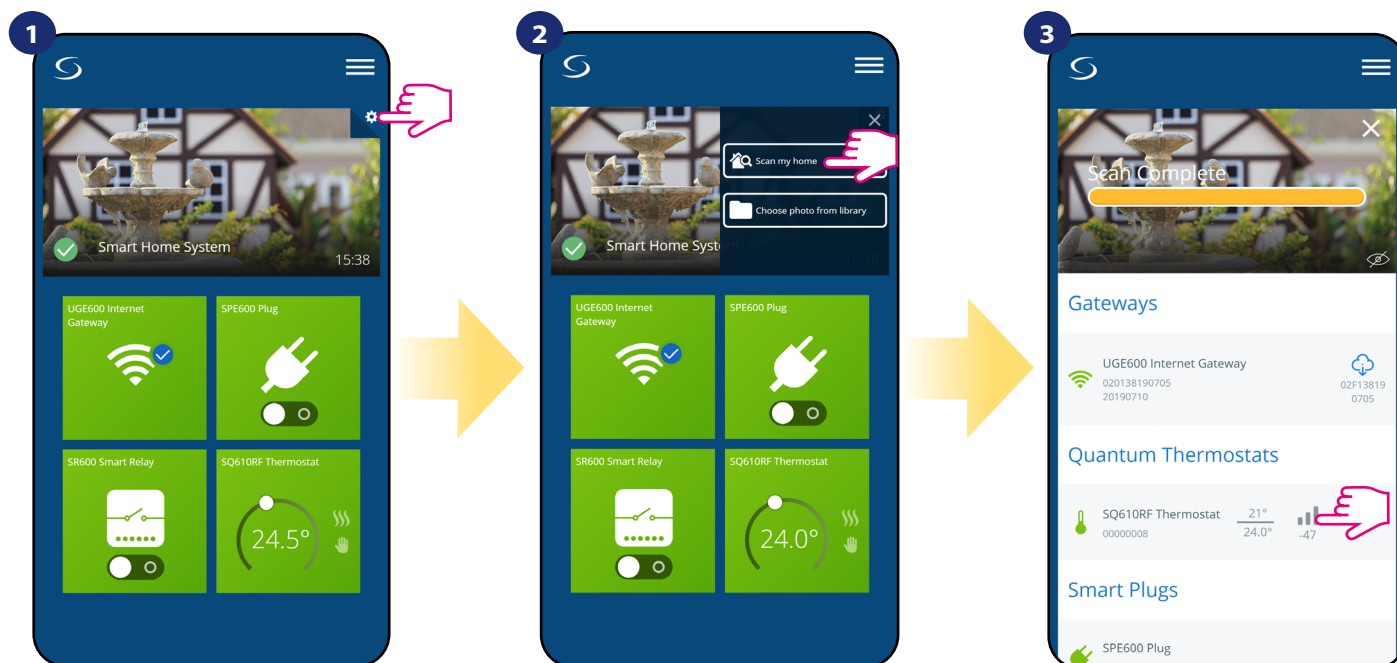 1
Smart Home System
15:38
UGE600 Internet
Gateway
SPE600 Plug
SR600 Smart Relay
SQ610RF Thermostat
24.5°
2
Scan my home
Choose photo from library
Smart Home System
15:38
UGE600 Internet
Gateway
SPE600 Plug
SR600 Smart Relay
SQ610RF Thermostat
24.0°
3
Scan Complete
Gateways
UGE600 Internet Gateway
020138190705
20190710
02F13819
0705
Quantum Thermostats
SQ610RF Thermostat
00000008
21°
24.0°
-47
Smart Plugs
SPE600 Plug